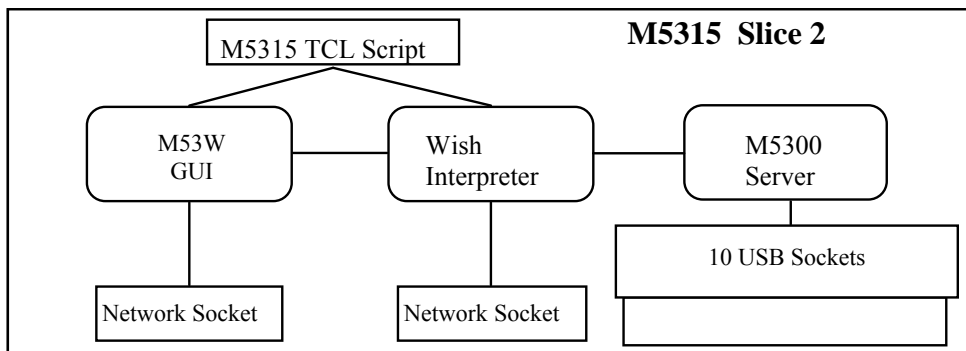 M5315 Slice 2
M5315 TCL Script
M53W
GUI
Wish
Interpreter
M5300
Server
10 USB Sockets
Network Socket
Network Socket